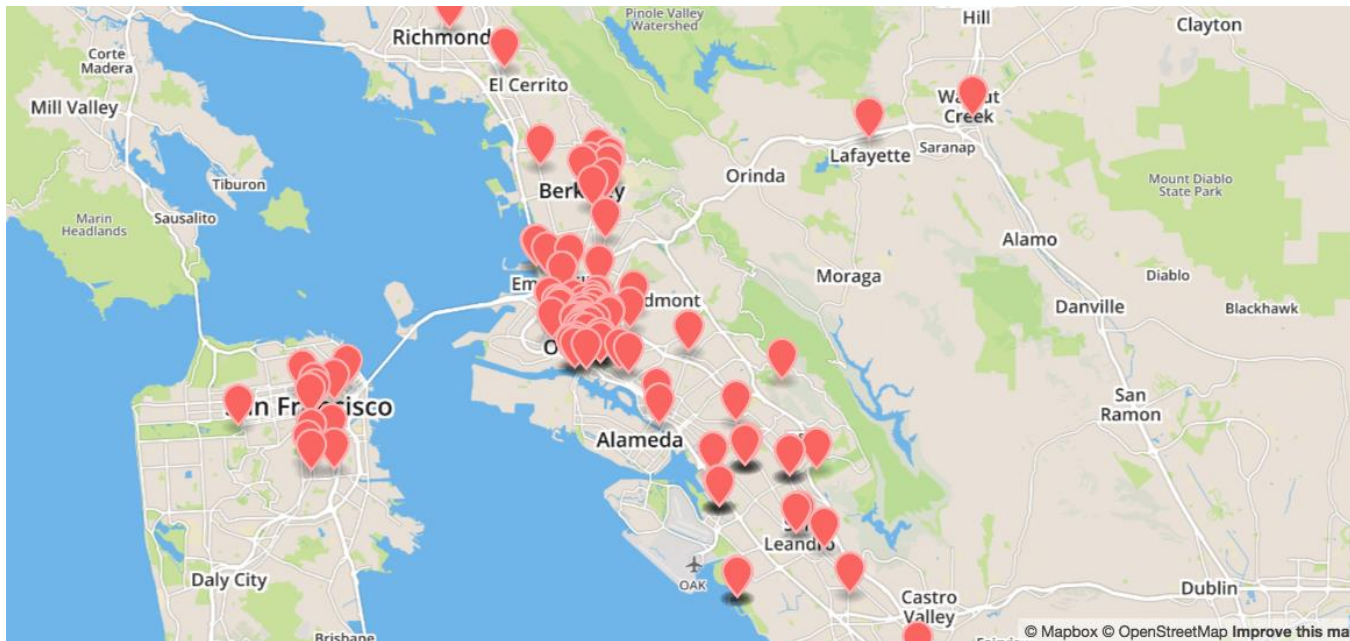 Pinole Valley
Watershed
Hill
Clayton
Richmond
Corte
Madera
El Cerrito
Mill Valley
Creek
Lafayette
Saranap
Tiburon
Orinda
Mount Diablo
State Park
Sausalito
Marin
Headlands
Alamo
Moraga
Diablo
Danville
Blackhawk
San
Ramon
Alameda
Leandro
Daly City
OAK
Dublin
Castro
Valley
Brisbane
© Mapbox © OpenStreetMap Improve this ma